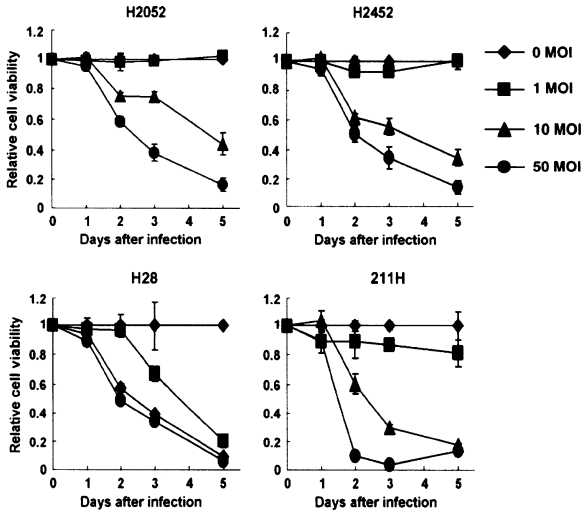 H2052
H2452
1.2
1
0.8
0.6
0.4
0.2
0
Relative cell viability
0 1 2 3 4 5
Days after infection
1.2
1
0.8
0.6
0.4
0.2
0
0 1 2 3 4 5
Days after infection
0 MOI
1 MOI
10 MOI
50 MOI
H28
211H
1.2
1
0.8
0.6
0.4
0.2
0
Relative cell viability
0 1 2 3 4 5
Days after infection
1.2
1
0.8
0.6
0.4
0.2
0
0 1 2 3 4 5
Days after infection